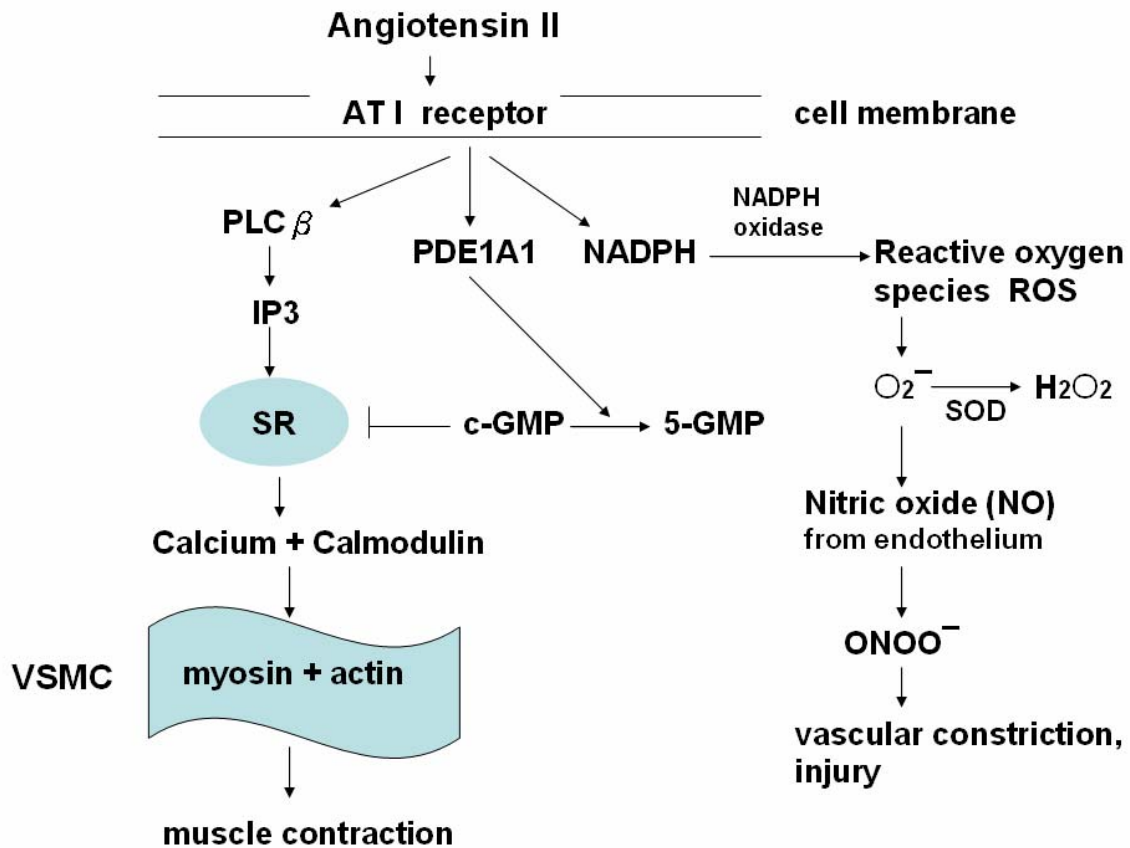 Angiotensin II
AT I receptor
cell membrane
PLC β
PDE1A1
NADPH
NADPH
oxidase
Reactive oxygen
species ROS
IP3
O2⁻
SOD
H2O2
SR
c-GMP
5-GMP
Nitric oxide (NO)
from endothelium
Calcium + Calmodulin
ONOO⁻
VSMC
myosin + actin
vascular constriction,
injury
muscle contraction